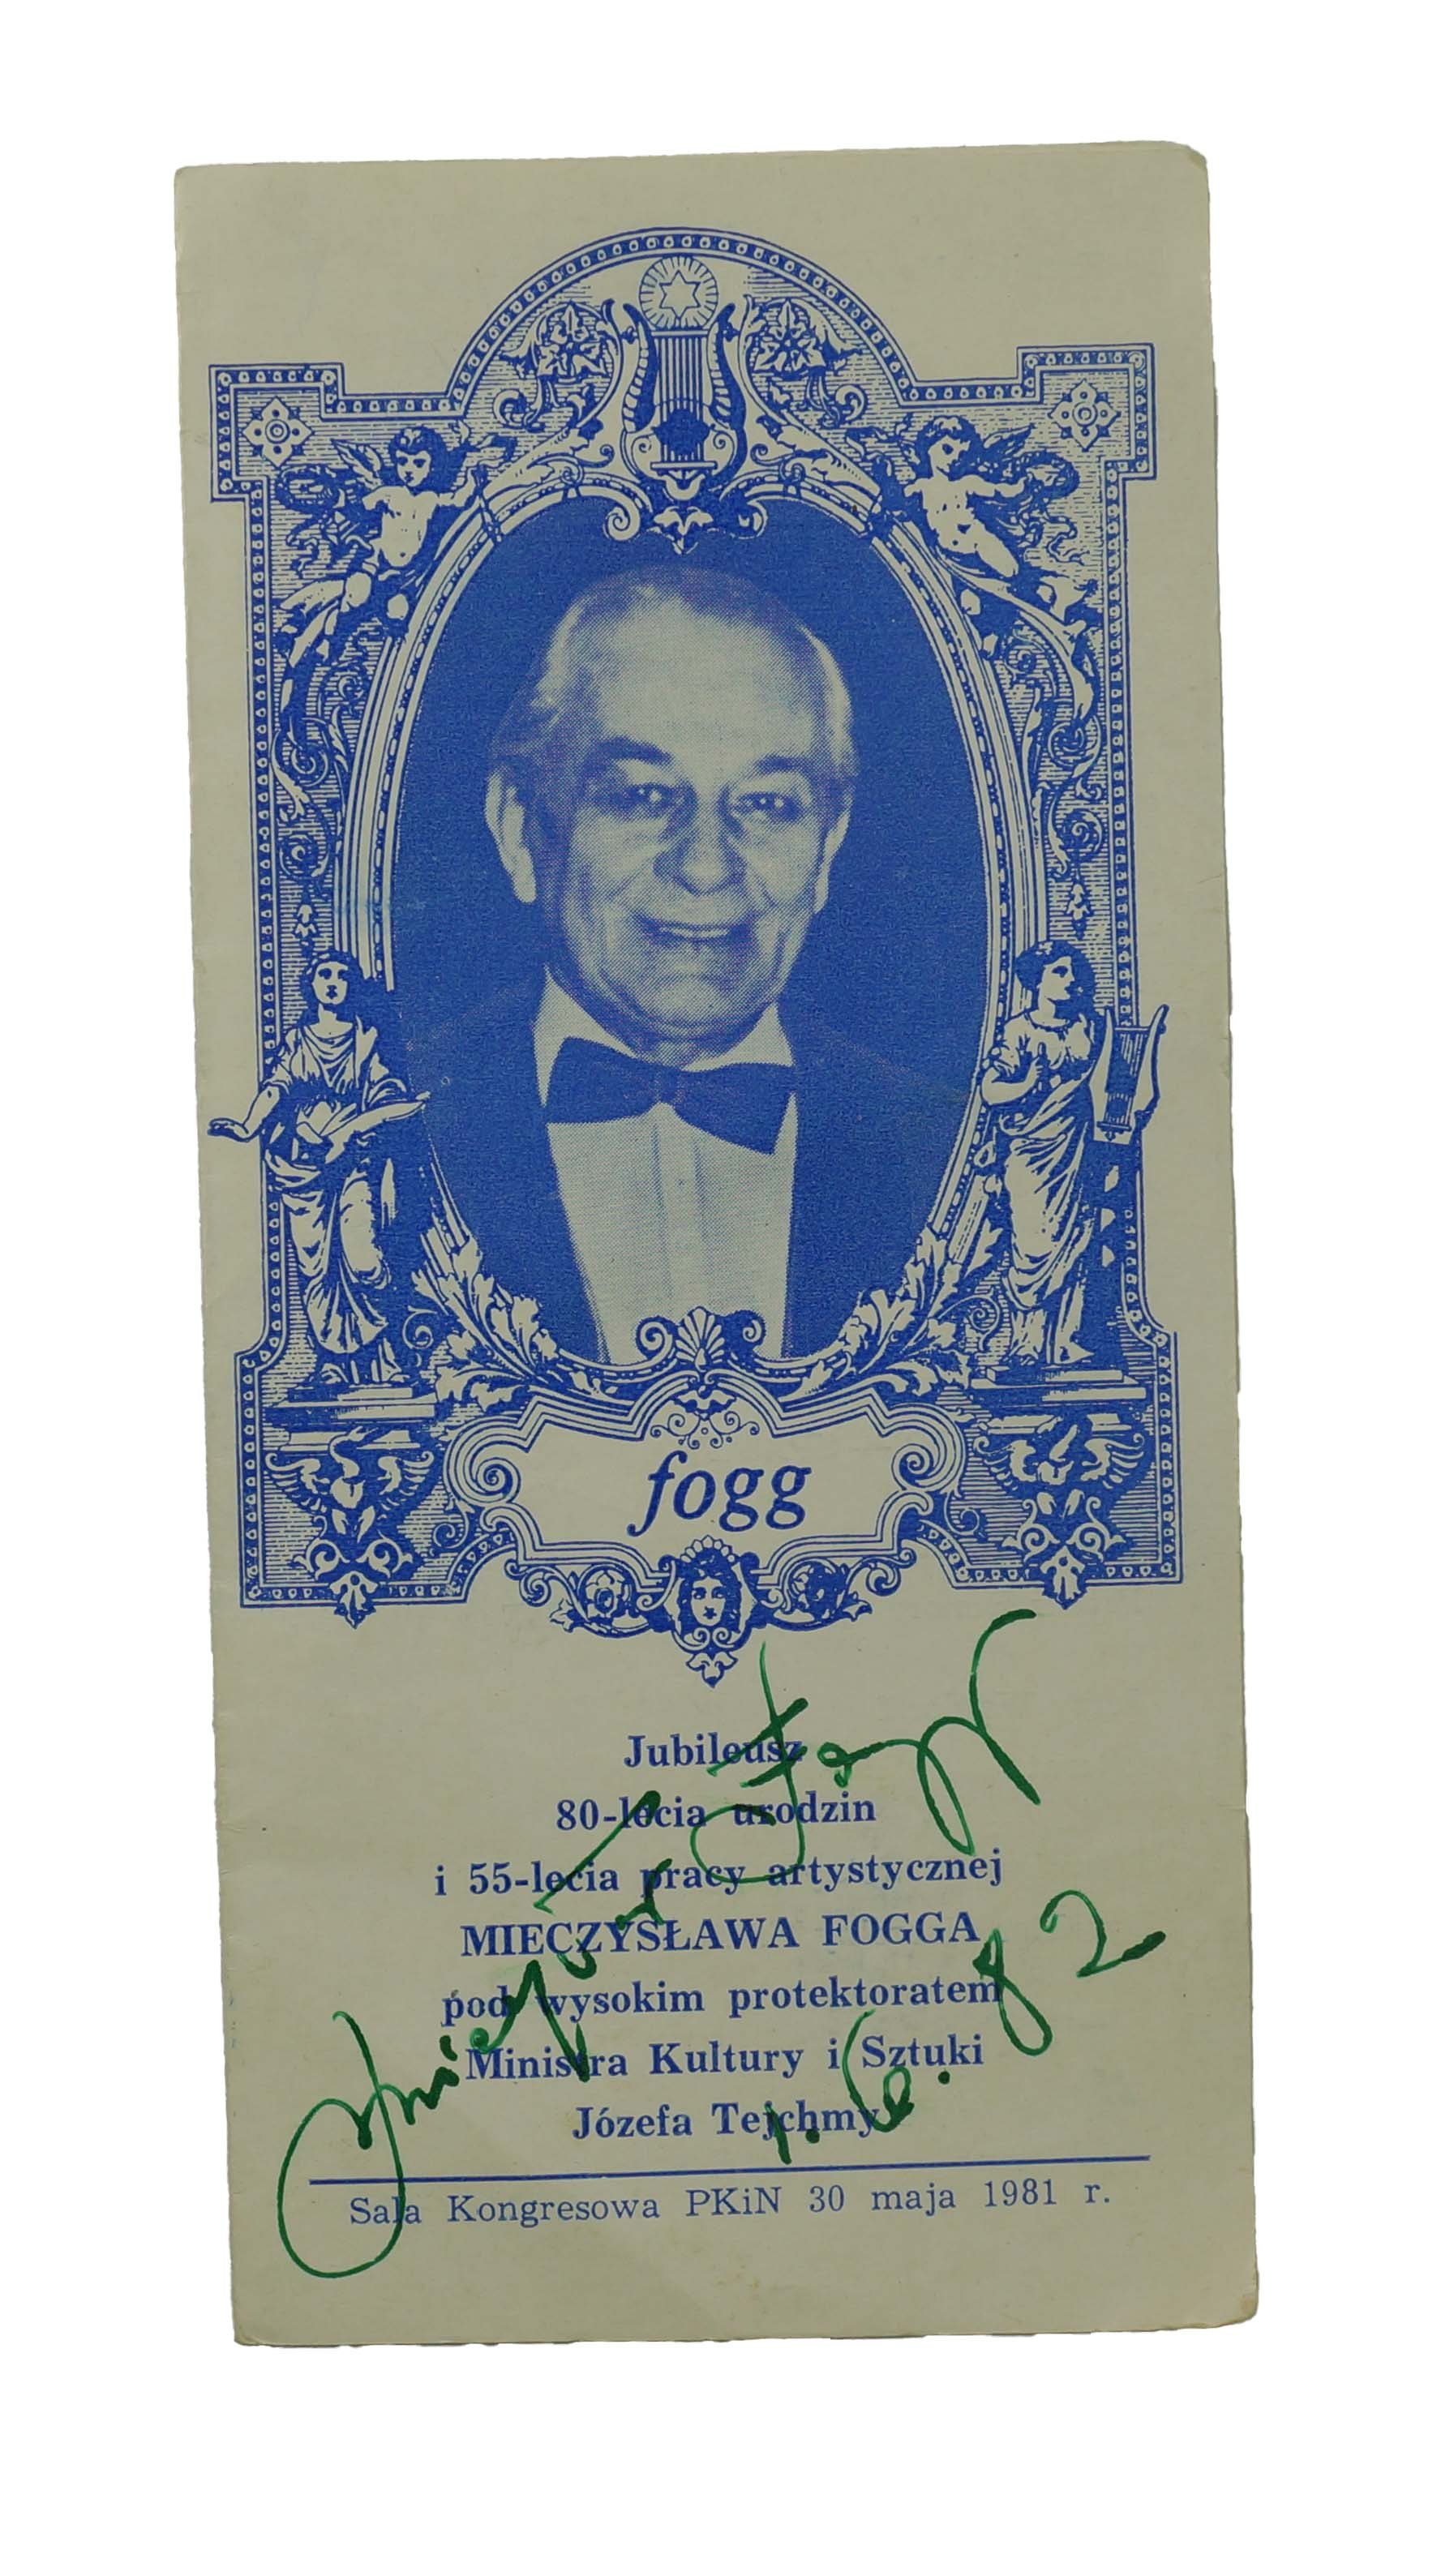 fogg
Jubileusz
80-lecia urodzin
i 55-lecia pracy artystycznej
MIECZYSŁAWA FOGGA
pod wysokim protektoratem
Ministra Kultury i Sztuki
Józefa Tejchmy
Sala Kongresowa PKiN 30 maja 1981 r.
Fogg
1.6.82